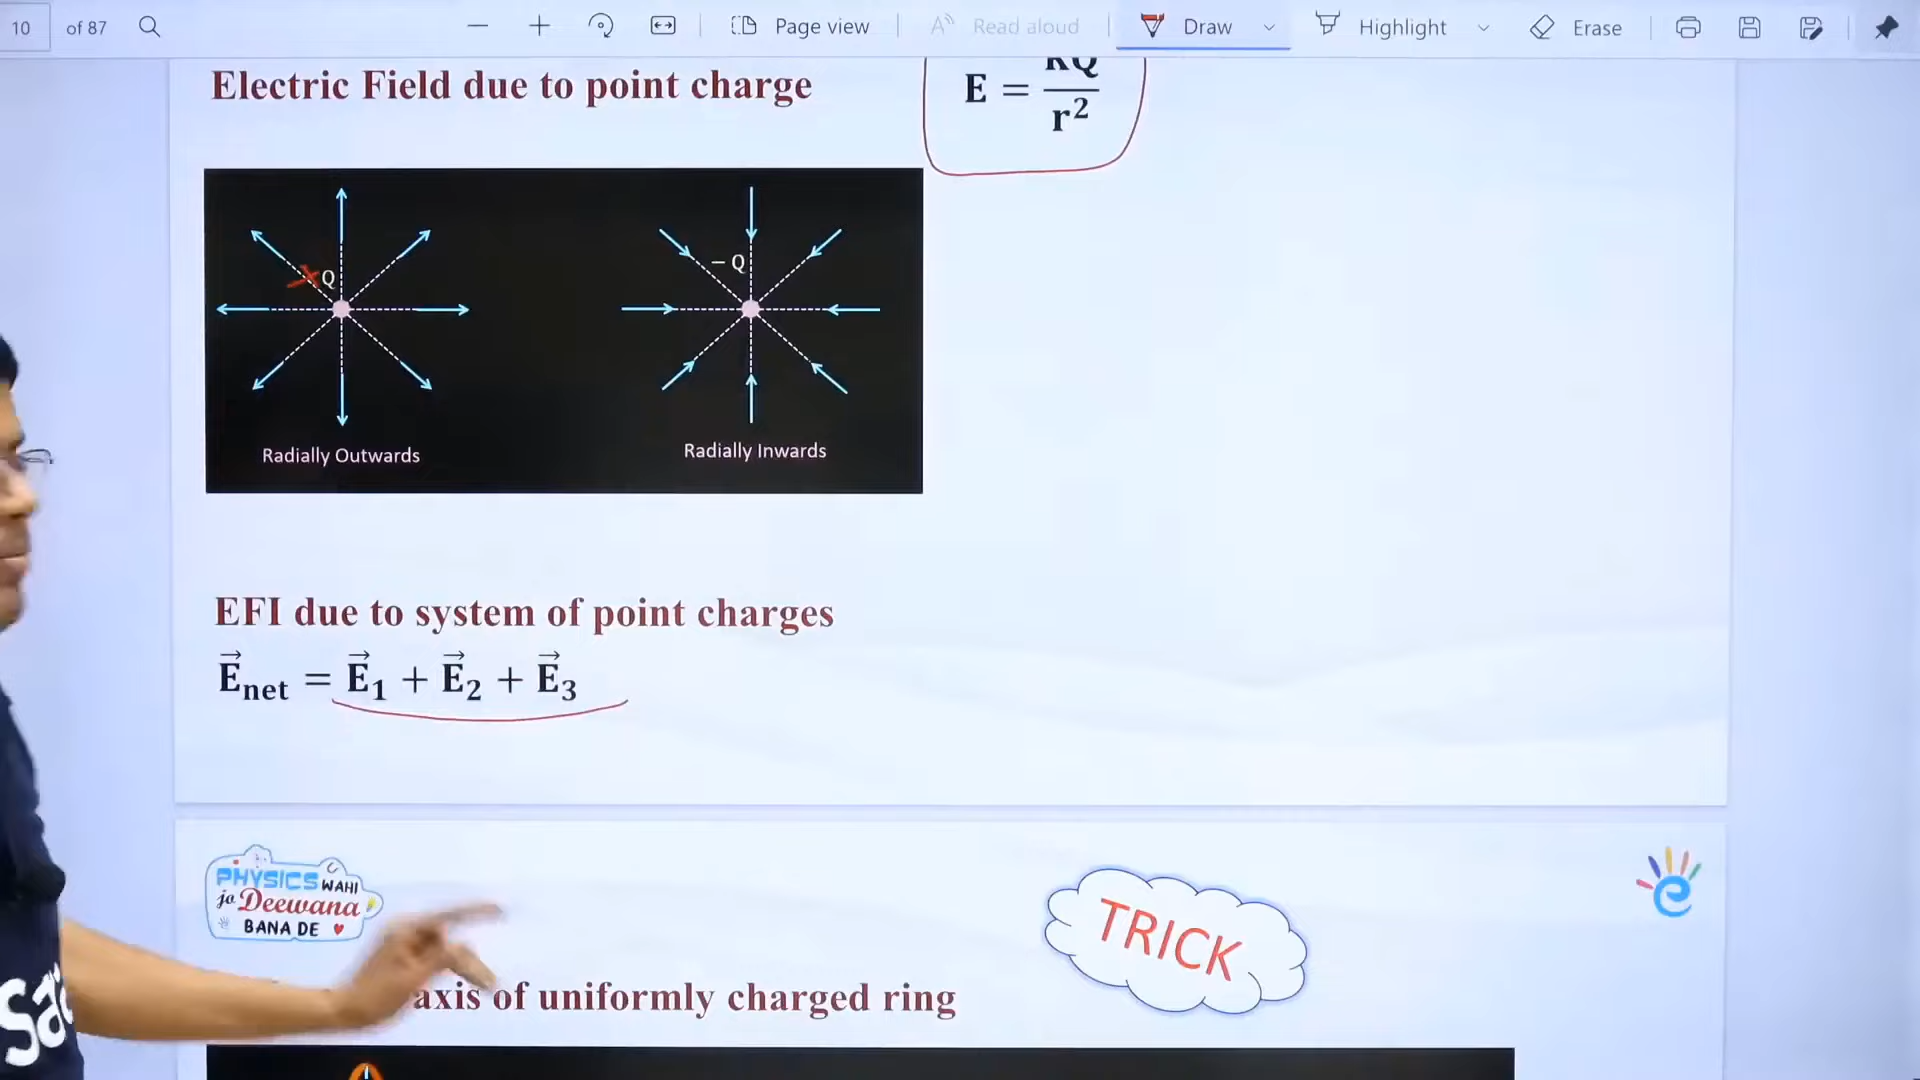 10 of 87 Page view Read aloud Draw Highlight Erase
Electric Field due to point charge
E = KQ / r²
Q
– Q
Radially Outwards
Radially Inwards
EFI due to system of point charges
E⃗net = E⃗1 + E⃗2 + E⃗3
PHYSICS WAHI
jo Deewana
BANA DE
TRICK
axis of uniformly charged ring